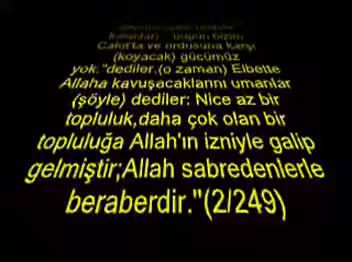 bugün bizim
Calut'ta ve ordusuna karşı
(koyacak) gücümüz
yok."dediler.(o zaman) Elbette
Allaha kavuşacaklarını umanlar
(şöyle) dediler: Nice az bir
topluluk,daha çok olan bir
topluluğa Allah'ın izniyle galip
gelmiştir;Allah sabredenlerle
beraberdir."(2/249)